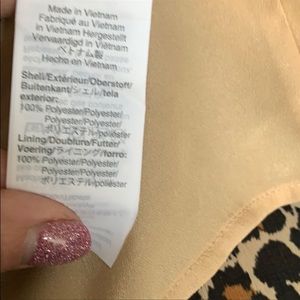 Made in Vietnam
Fabriqué au Vietnam
In Vietnam Hergestellt
Vervaardigd in Viëtnam
ベトナム製
Hecho en Vietnam
Shell/Extérieur/Oberstoff/
Buitenkant/シェル/tela
exterior:
100% Polyester/Polyester/
Polyester/Polyester/
ポリエステル/poliéster
Lining/Doublure/Futter/
Voering/ライニング/forro:
100% Polyester/Polyester/
Polyester/Polyester/
ポリエステル/poliéster